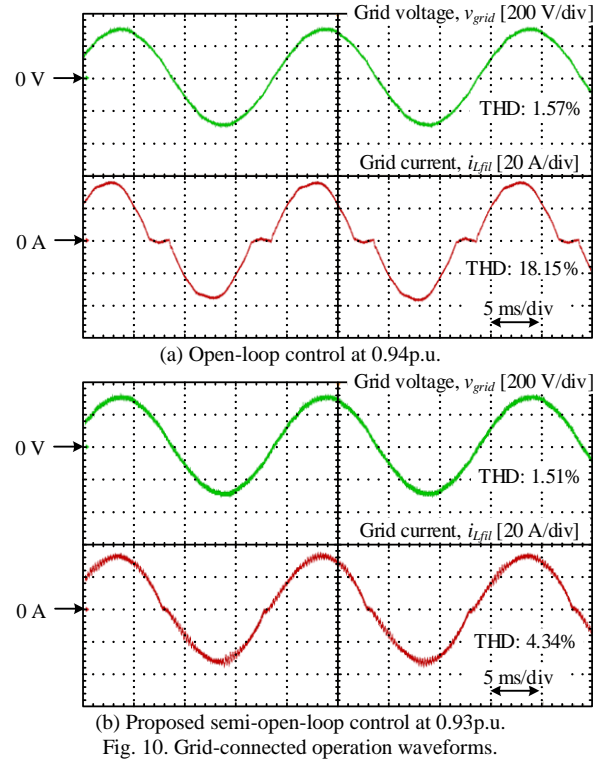 Grid voltage, vgrid [200 V/div]
0 V
THD: 1.57%
Grid current, iLfil [20 A/div]
0 A
THD: 18.15%
5 ms/div
(a) Open-loop control at 0.94p.u.
Grid voltage, vgrid [200 V/div]
0 V
THD: 1.51%
Grid current, iLfil [20 A/div]
0 A
THD: 4.34%
5 ms/div
(b) Proposed semi-open-loop control at 0.93p.u.
Fig. 10. Grid-connected operation waveforms.